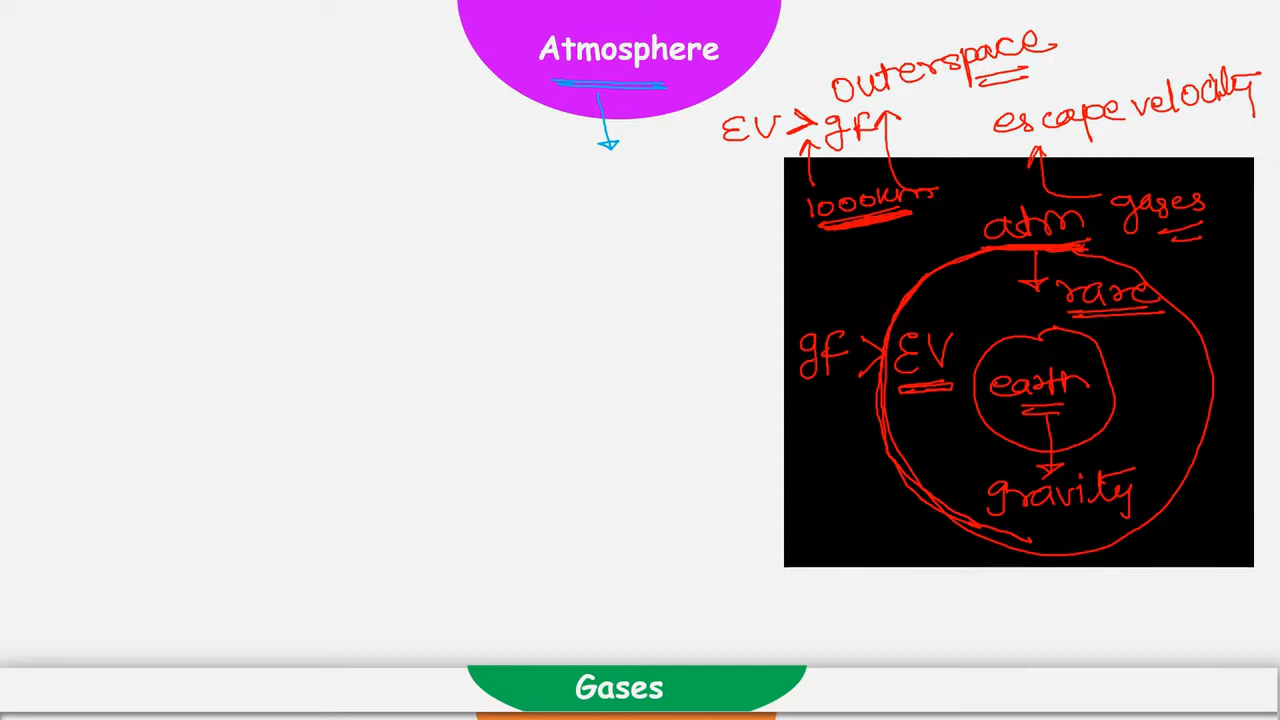 Atmosphere
outerspace
EV > gf
escape velocity
1000km
gases
atm
rare
gf > EV
earth
gravity
Gases